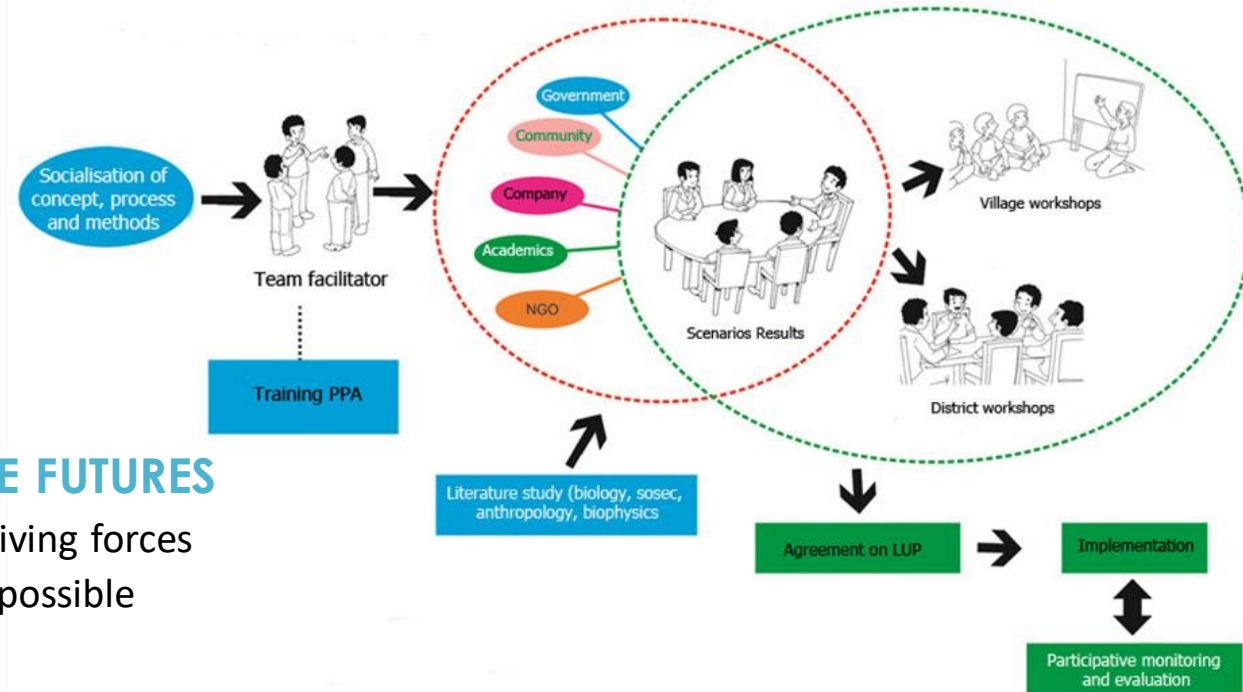 Socialisation of
concept, process
and methods
Team facilitator
Training PPA
Government
Community
Company
Academics
NGO
Scenarios Results
Village workshops
District workshops
Literature study (biology, sosec,
anthropology, biophysics
Agreement on LUP
Implementation
Participative monitoring
and evaluation
FUTURES
forces
possible